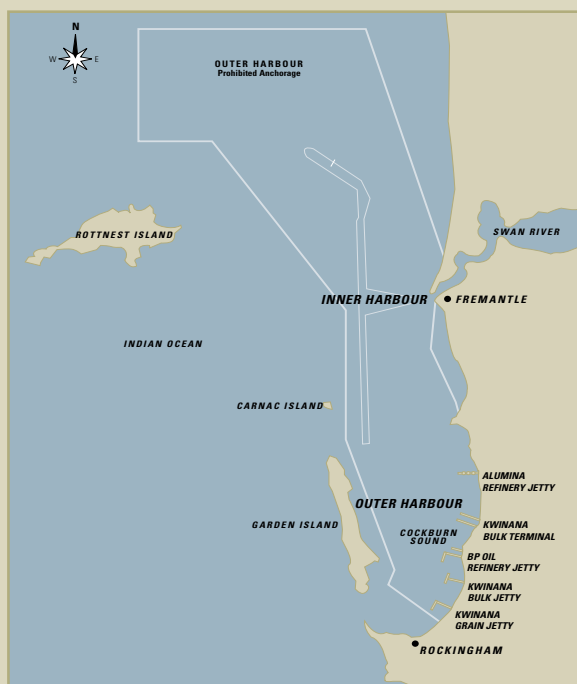 N
W E
S
OUTER HARBOUR
Prohibited Anchorage
ROTTNEST ISLAND
SWAN RIVER
INNER HARBOUR
FREMANTLE
INDIAN OCEAN
CARNAC ISLAND
ALUMINA
REFINERY JETTY
OUTER HARBOUR
GARDEN ISLAND
COCKBURN
SOUND
KWINANA
BULK TERMINAL
BP OIL
REFINERY JETTY
KWINANA
BULK JETTY
KWINANA
GRAIN JETTY
ROCKINGHAM